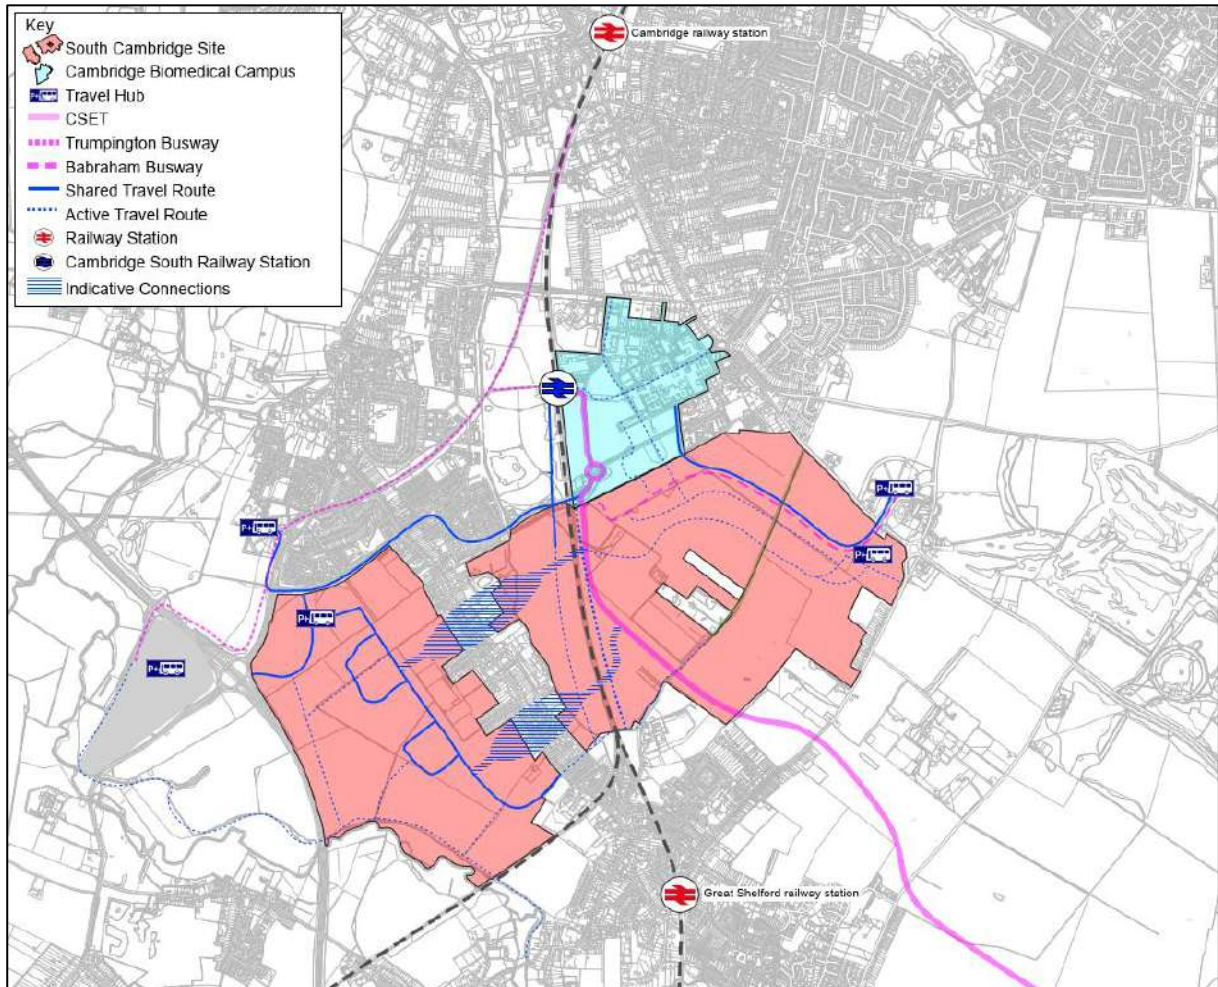 Cambridge railway station
Key
South Cambridge Site
Cambridge Biomedical Campus
P+ Travel Hub
CSET
Trumpington Busway
Babraham Busway
Shared Travel Route
Active Travel Route
Railway Station
Cambridge South Railway Station
Indicative Connections
P+
P+
P+
P+
P+
Great Shelford railway station